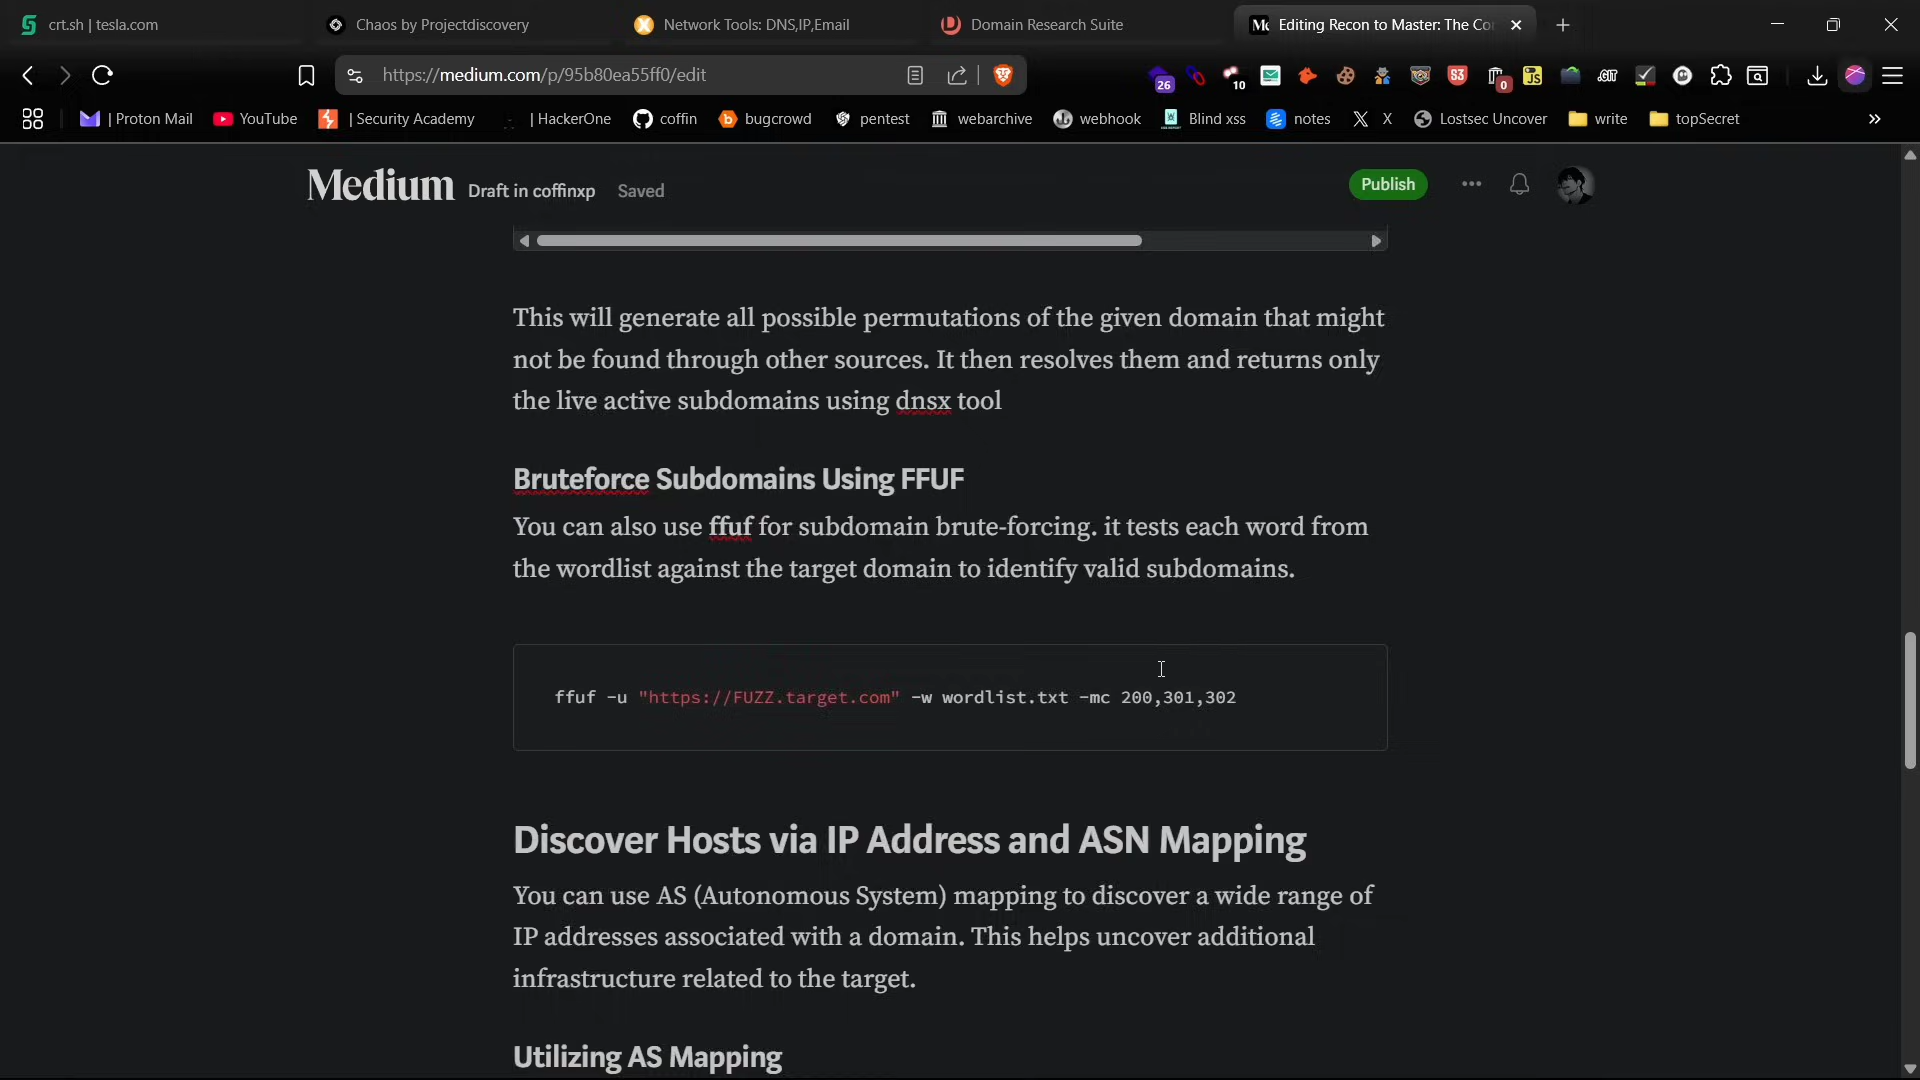 crt.sh | tesla.com
Chaos by Projectdiscovery
Network Tools: DNS,IP,Email
Domain Research Suite
Editing Recon to Master: The Co
https://medium.com/p/95b80ea55ff0/edit
26
10
S3
0
JS
.GIT
| Proton Mail
YouTube
| Security Academy
| HackerOne
coffin
bugcrowd
pentest
webarchive
webhook
Blind xss
notes
X
Lostsec Uncover
write
topSecret
Medium
Draft in coffinxp
Saved
Publish
This will generate all possible permutations of the given domain that might
not be found through other sources. It then resolves them and returns only
the live active subdomains using dnsx tool
Bruteforce Subdomains Using FFUF
You can also use ffuf for subdomain brute-forcing. it tests each word from
the wordlist against the target domain to identify valid subdomains.
ffuf -u "https://FUZZ.target.com" -w wordlist.txt -mc 200,301,302
Discover Hosts via IP Address and ASN Mapping
You can use AS (Autonomous System) mapping to discover a wide range of
IP addresses associated with a domain. This helps uncover additional
infrastructure related to the target.
Utilizing AS Mapping